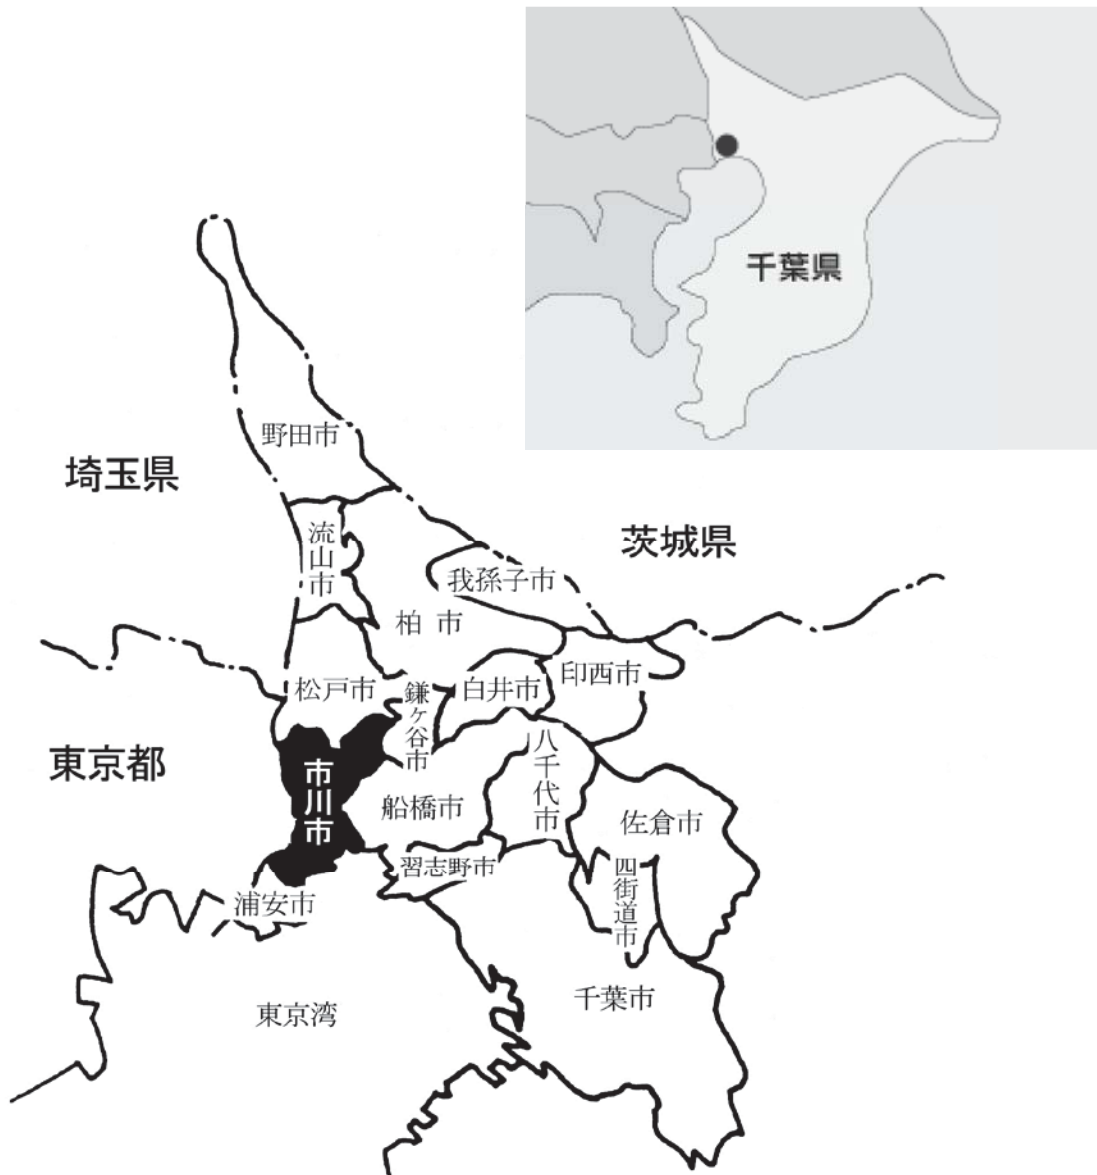 千葉県
野田市
埼玉県
流山市
茨城県
我孫子市
柏市
松戸市
鎌ヶ谷市
白井市
印西市
東京都
市川市
船橋市
八千代市
佐倉市
習志野市
四街道市
浦安市
千葉市
東京湾